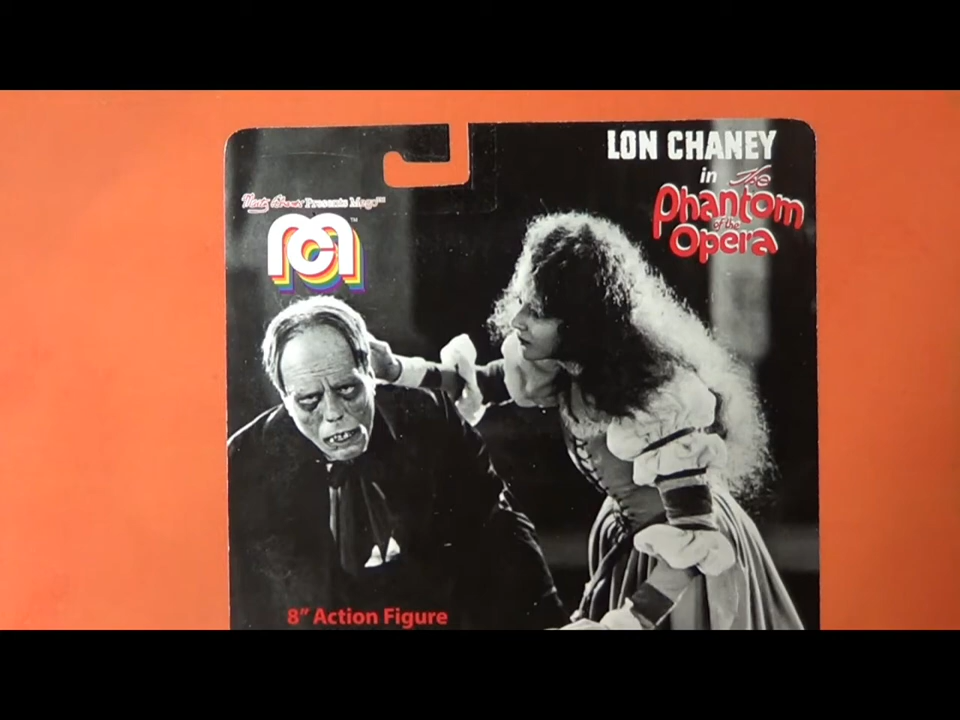 LON CHANEY
in The
Phantom
of the
Opera
Marty Abrams Presents Mego™
™
8" Action Figure